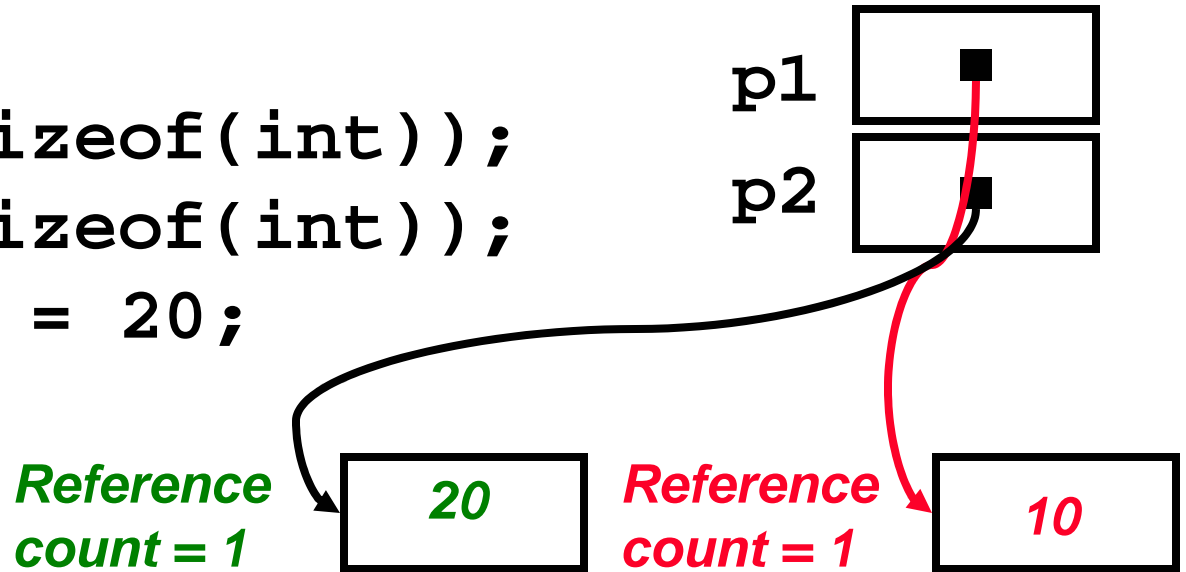 p1
izeof(int));
p2
izeof(int));
= 20;
Reference
count = 1
20
Reference
count = 1
10